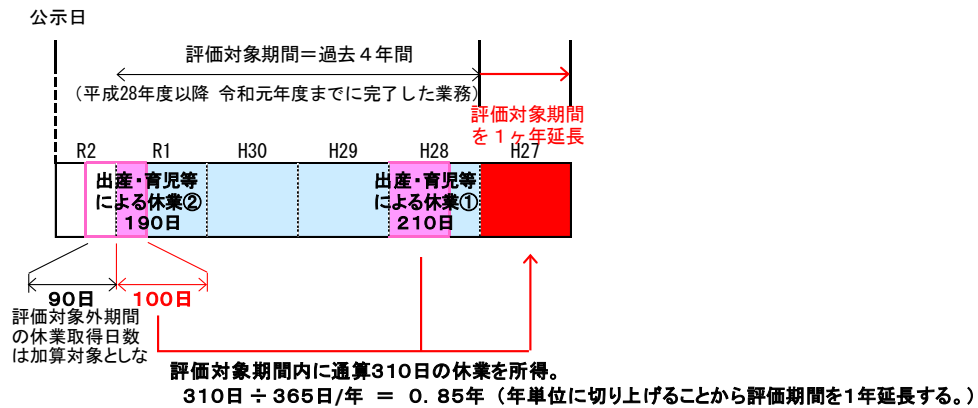 公示日
評価対象期間＝過去４年間
（平成28年度以降 令和元年度までに完了した業務）
評価対象期間
を１ヶ年延長
R2 R1 H30 H29 H28 H27
出産・育児等
による休業②
190日
出産・育児等
による休業①
210日
90日
100日
評価対象外期間
の休業取得日数
は加算対象としな
評価対象期間内に通算310日の休業を所得。
310日 ÷ 365日/年 ＝ 0．85年 （年単位に切り上げることから評価期間を1年延長する。）